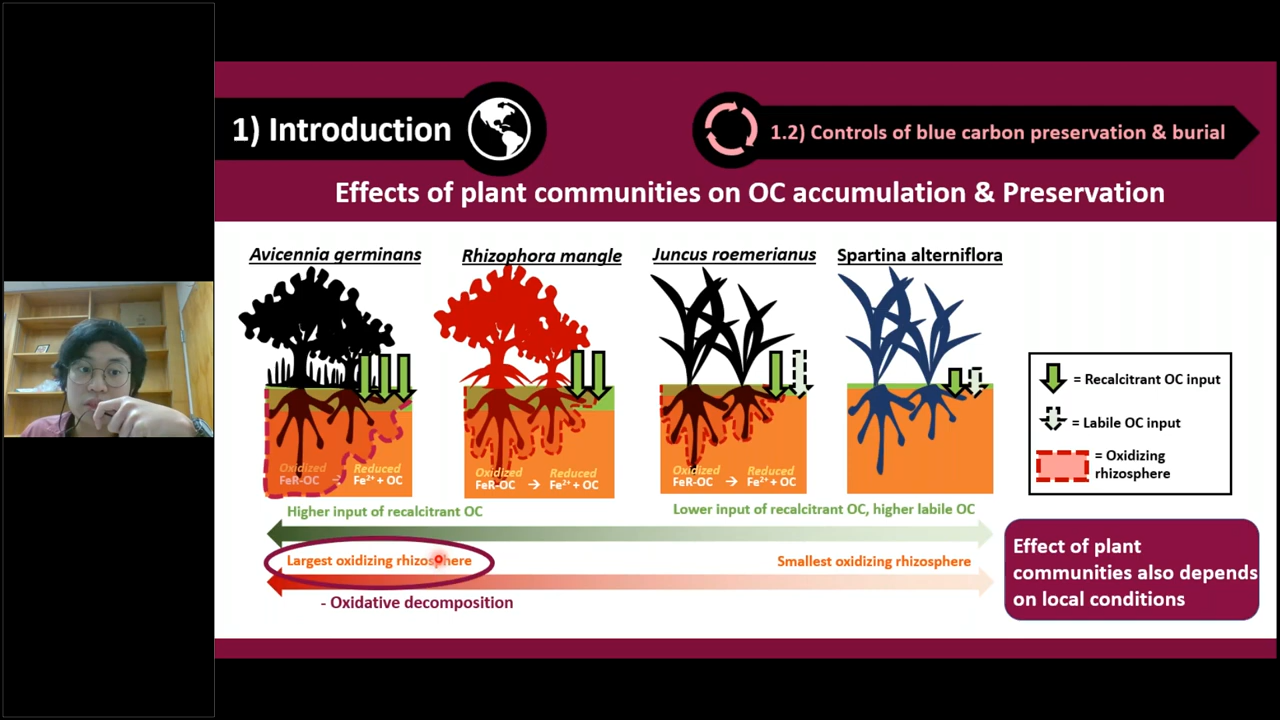 1) Introduction
1.2) Controls of blue carbon preservation & burial
Effects of plant communities on OC accumulation & Preservation
Avicennia germinans
Rhizophora mangle
Juncus roemerianus
Spartina alterniflora
Oxidized Reduced
FeR-OC → Fe²⁺ + OC
Oxidized Reduced
FeR-OC → Fe²⁺ + OC
Oxidized Reduced
FeR-OC → Fe²⁺ + OC
= Recalcitrant OC input
= Labile OC input
= Oxidizing
rhizosphere
Higher input of recalcitrant OC
Lower input of recalcitrant OC, higher labile OC
Largest oxidizing rhizosphere
Smallest oxidizing rhizosphere
- Oxidative decomposition
Effect of plant
communities also depends
on local conditions